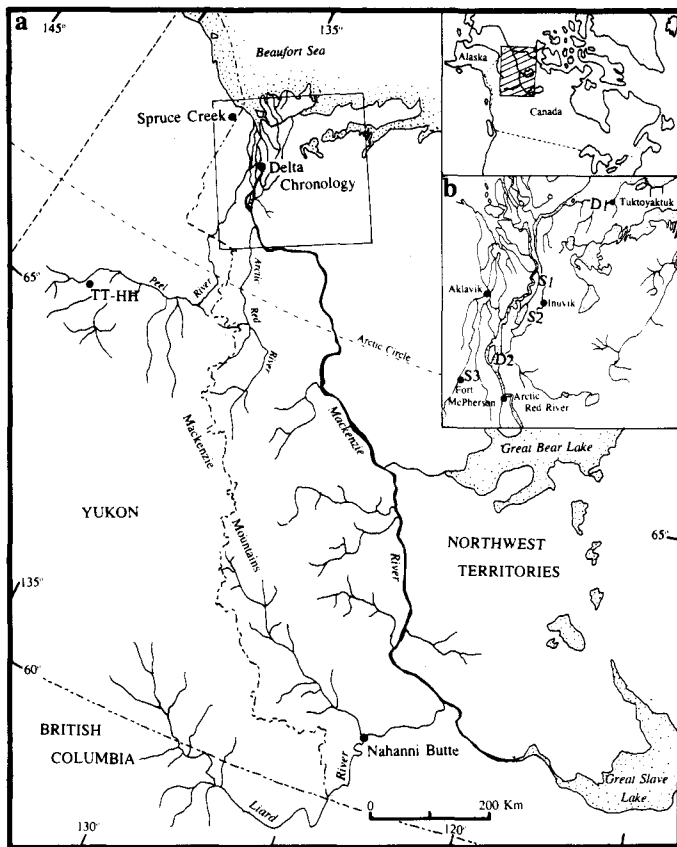 a
145°
135
Beaufort Sea
Spruce Creek
Delta
Chronology
65°
TT-HH
Peel
River
Arctic
Red
River
Arctic Circle
Mackenzie
Mountains
Mackenzie
River
YUKON
NORTHWEST
TERRITORIES
Great Bear Lake
65°
135
60°
BRITISH
COLUMBIA
Nahanni Butte
River
Liard
Great Slave
Lake
0 200 Km
130°
120
Alaska
Canada
b
D1
Tuktoyaktuk
S1
Aklavik
Inuvik
S2
D2
S3
Fort
McPherson
Arctic
Red River